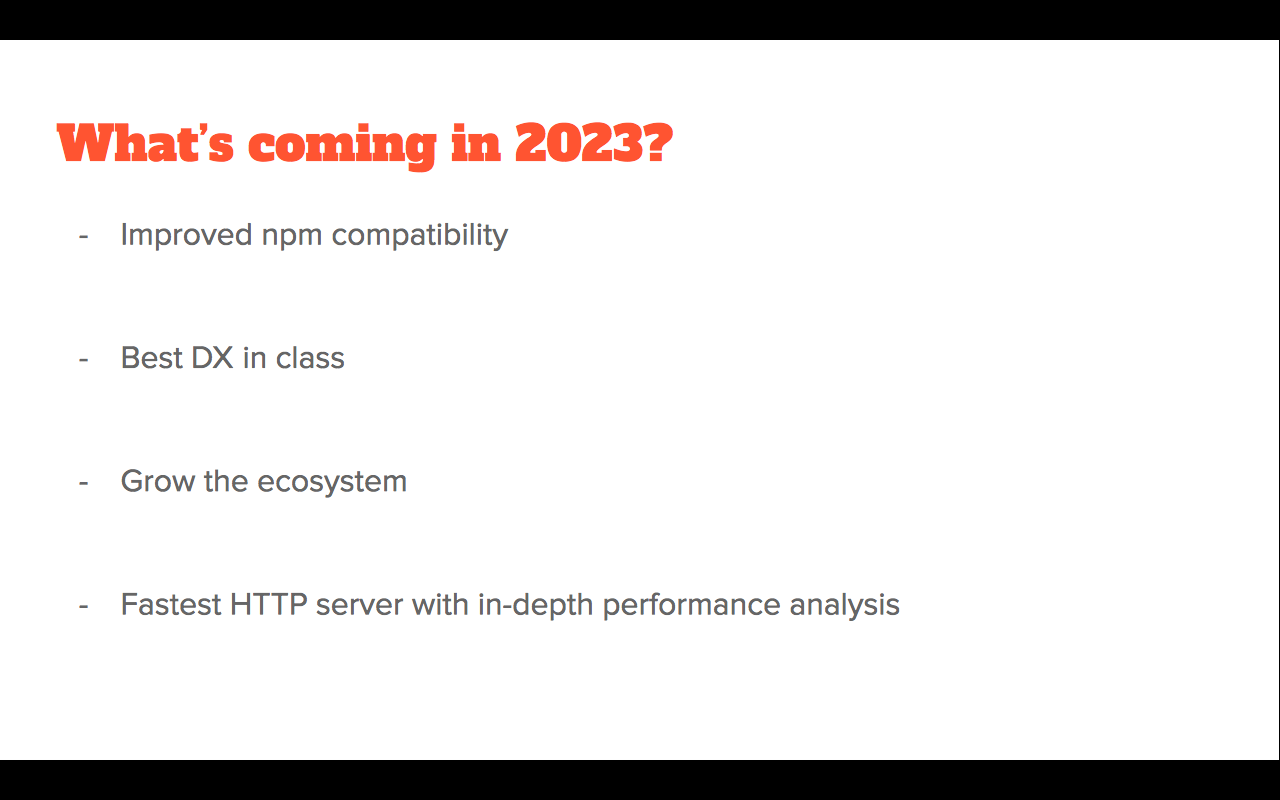 What’s coming in 2023?
- Improved npm compatibility
- Best DX in class
- Grow the ecosystem
- Fastest HTTP server with in-depth performance analysis